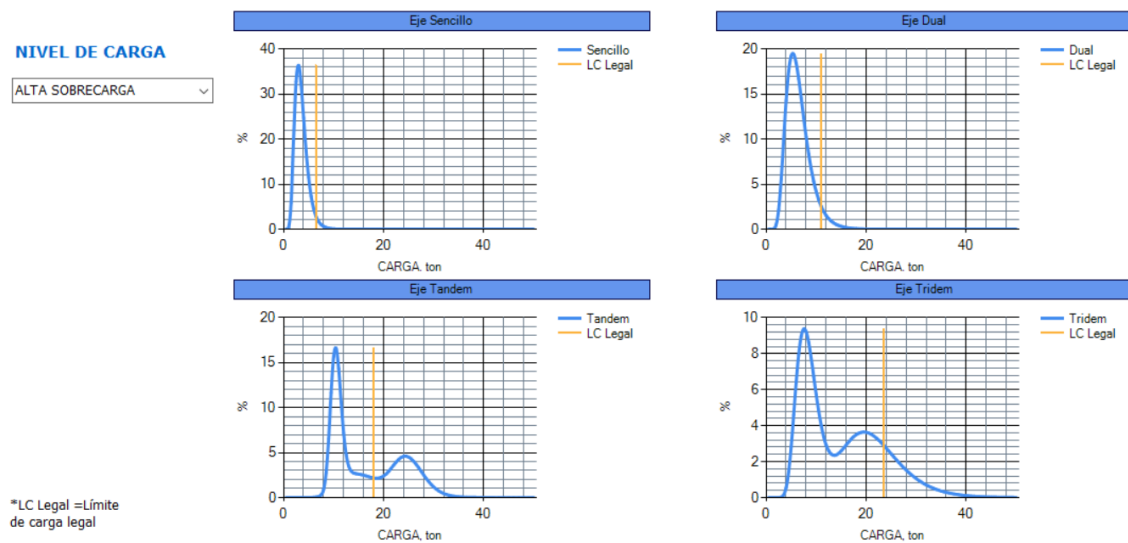 NIVEL DE CARGA
ALTA SOBRECARGA
Eje Sencillo
40
30
20
10
0
%
0 20 40
CARGA. ton
Sencillo
LC Legal
Eje Dual
20
15
10
5
0
%
0 20 40
CARGA. ton
Dual
LC Legal
Eje Tandem
20
15
10
5
0
%
0 20 40
CARGA, ton
Tandem
LC Legal
Eje Tridem
10
8
6
4
2
0
%
0 20 40
CARGA, ton
Tridem
LC Legal
*LC Legal =Límite
de carga legal